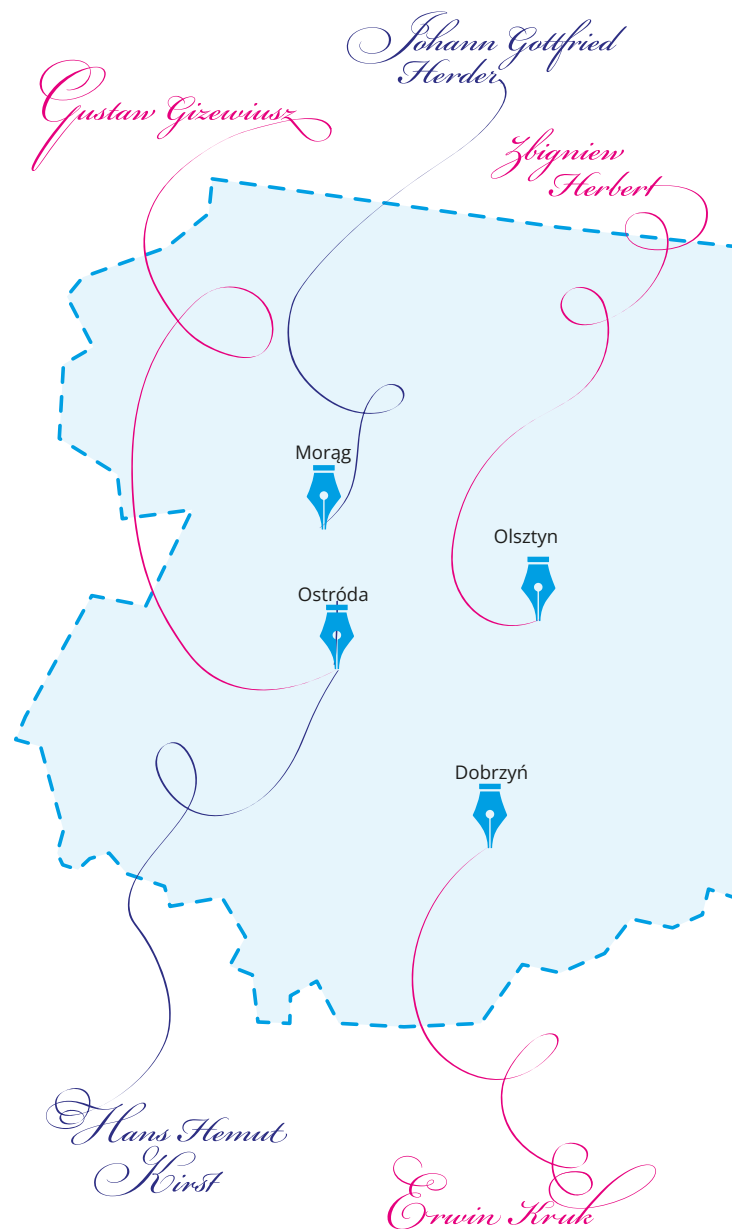 Johann Gottfried
Herder
Gustaw Gizewiusz
Zbigniew
Herbert
Morąg
Olsztyn
Ostróda
Dobrzyń
Hans Hemut
Kirst
Erwin Kruk